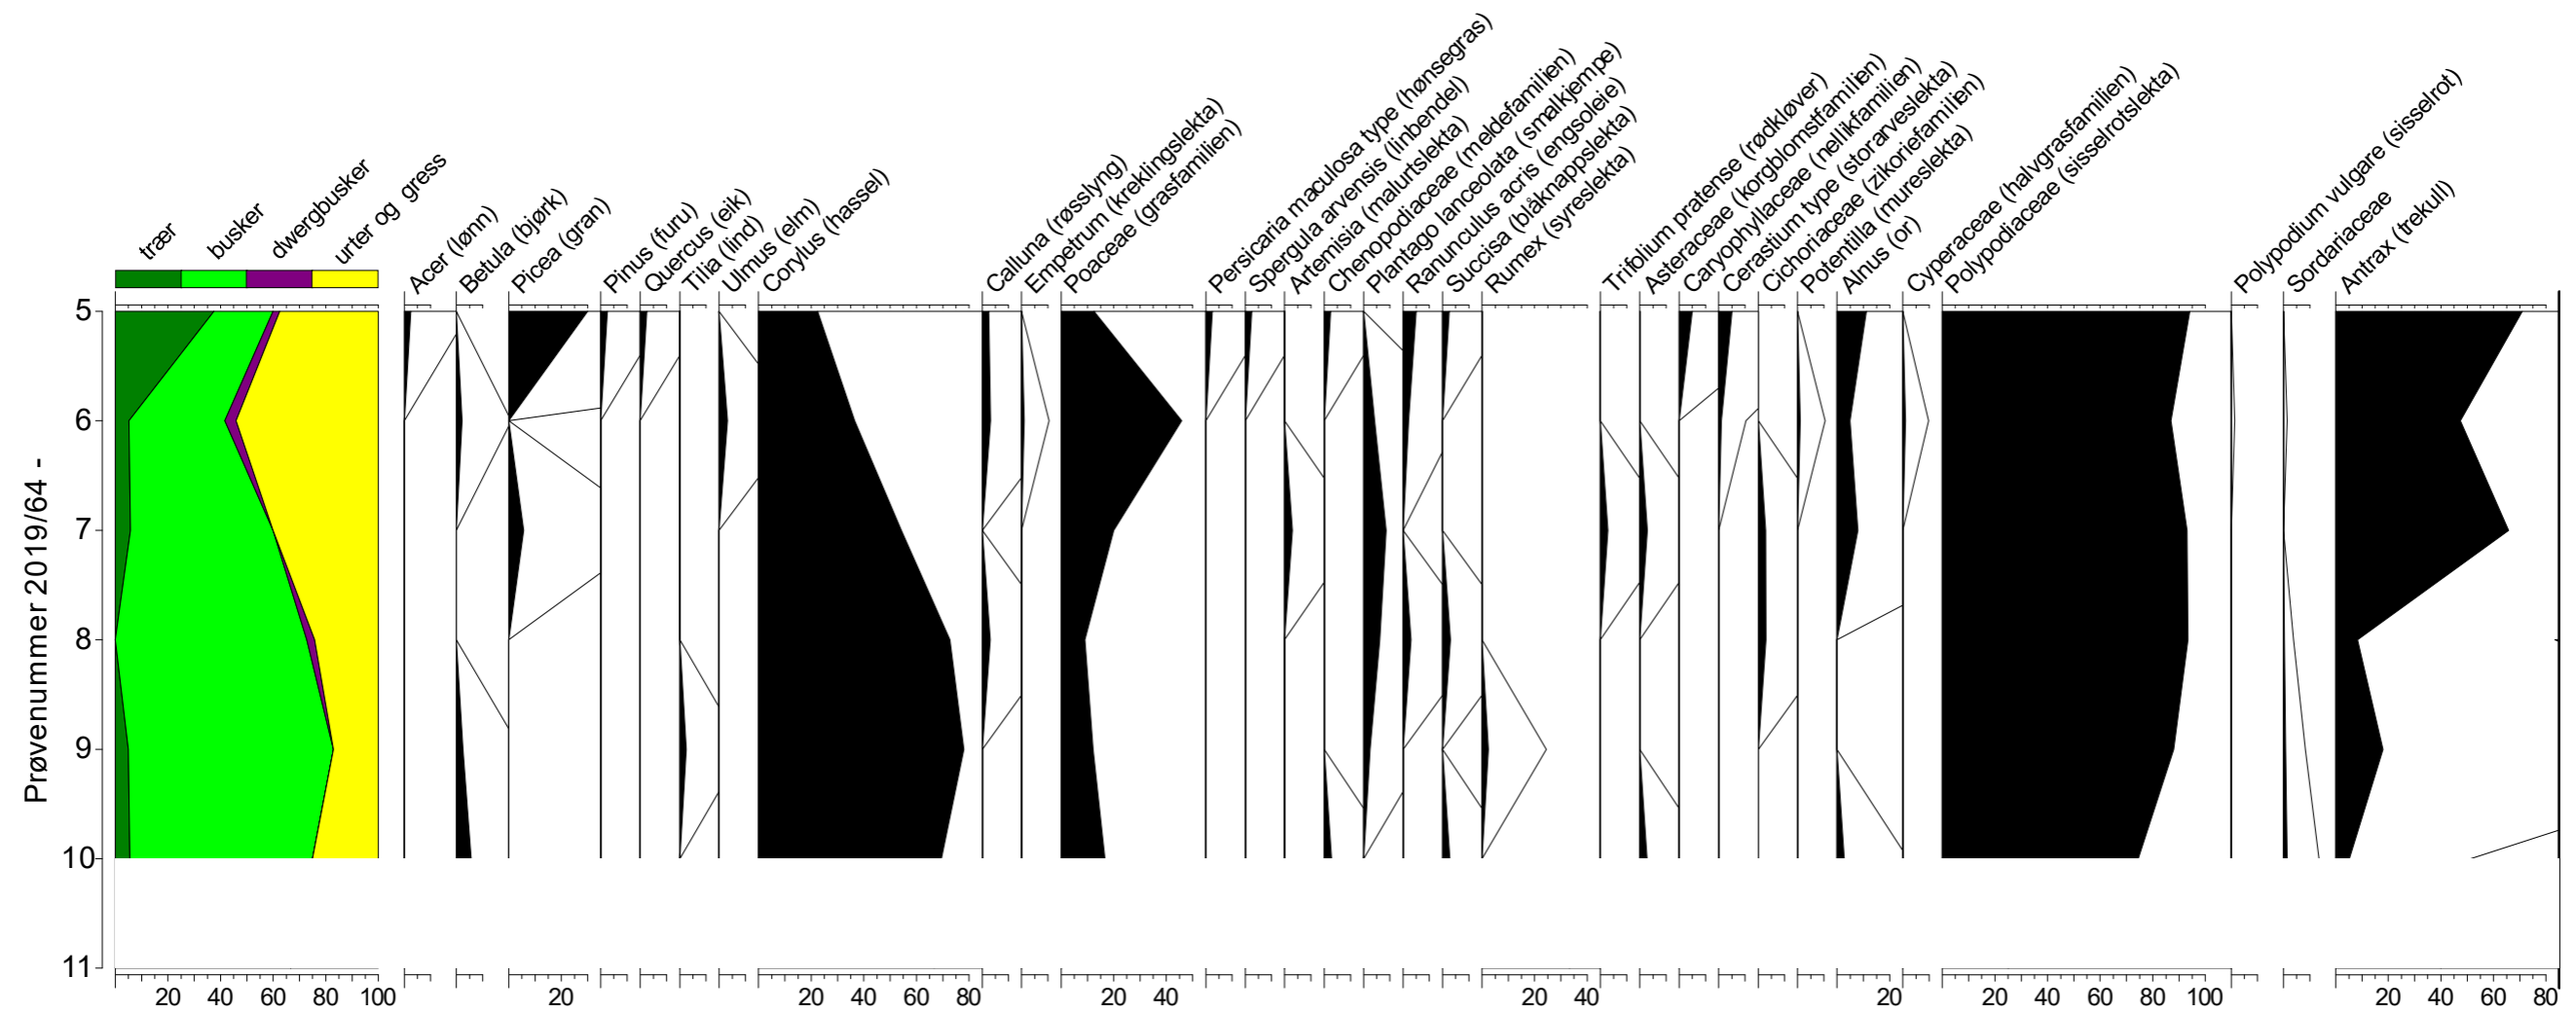 trær
busker
dwergbusker
urter og gress
Acer (lønn)
Betula (bjørk)
Picea (gran)
Pinus (furu)
Quercus (eik)
Tilia (lind)
Ulmus (elm)
Corylus (hassel)
Calluna (røsslyng)
Empetrum (kreklingslekta)
Poaceae (grasfamilien)
Persicaria maculosa type (hønsegras)
Spergula arvensis (linbendel)
Artemisia (malurtslekta)
Chenopodiaceae (meldefamilien)
Plantago lanceolata (smalkjempe)
Ranunculus acris (engsoleie)
Succisa (blåknappslekta)
Rumex (syreslekta)
Trifolium pratense (rødkløver)
Asteraceae (korgblomstfamilien)
Caryophyllaceae (nellikfamilien)
Cerastium type (storarveslekta)
Cichoriaceae (zikoriefamilien)
Potentilla (mureslekta)
Alnus (or)
Cyperaceae (halvgrasfamilien)
Polypodiaceae (sisselrotslekta)
Polypodium vulgare (sisselrot)
Sordariaceae
Antrax (trekull)
Prøvenummer 2019/64 -
5
6
7
8
9
10
11
20 40 60 80 100 20 20 40 60 80 20 40 20 40 20 20 40 60 80 100 20 40 60 80